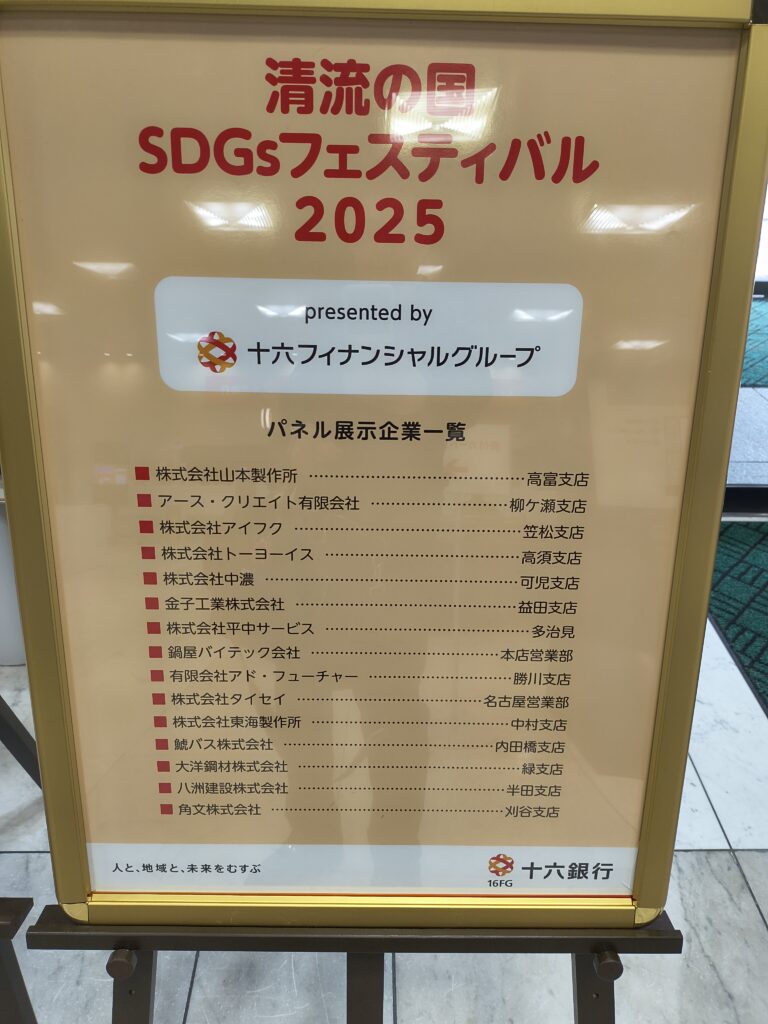 清流の国
SDGsフェスティバル
2025
presented by
十六フィナンシャルグループ
パネル展示企業一覧
■ 株式会社山本製作所 …………………………… 高富支店
■ アース・クリエイト有限会社 …………………… 柳ケ瀬支店
■ 株式会社アイフク …………………………… 笠松支店
■ 株式会社トーヨーイス …………………………… 高須支店
■ 株式会社中濃 …………………………… 可児支店
■ 金子工業株式会社 …………………………… 益田支店
■ 株式会社平中サービス …………………………… 多治見
■ 鍋屋バイテック会社 …………………………… 本店営業部
■ 有限会社アド・フューチャー …………………… 勝川支店
■ 株式会社タイセイ …………………………… 名古屋営業部
■ 株式会社東海製作所 …………………………… 中村支店
■ 鯱バス株式会社 …………………………… 内田橋支店
■ 大洋鋼材株式会社 …………………………… 緑支店
■ 八洲建設株式会社 …………………………… 半田支店
■ 角文株式会社 …………………………… 刈谷支店
人と、地域と、未来をむすぶ
16FG 十六銀行